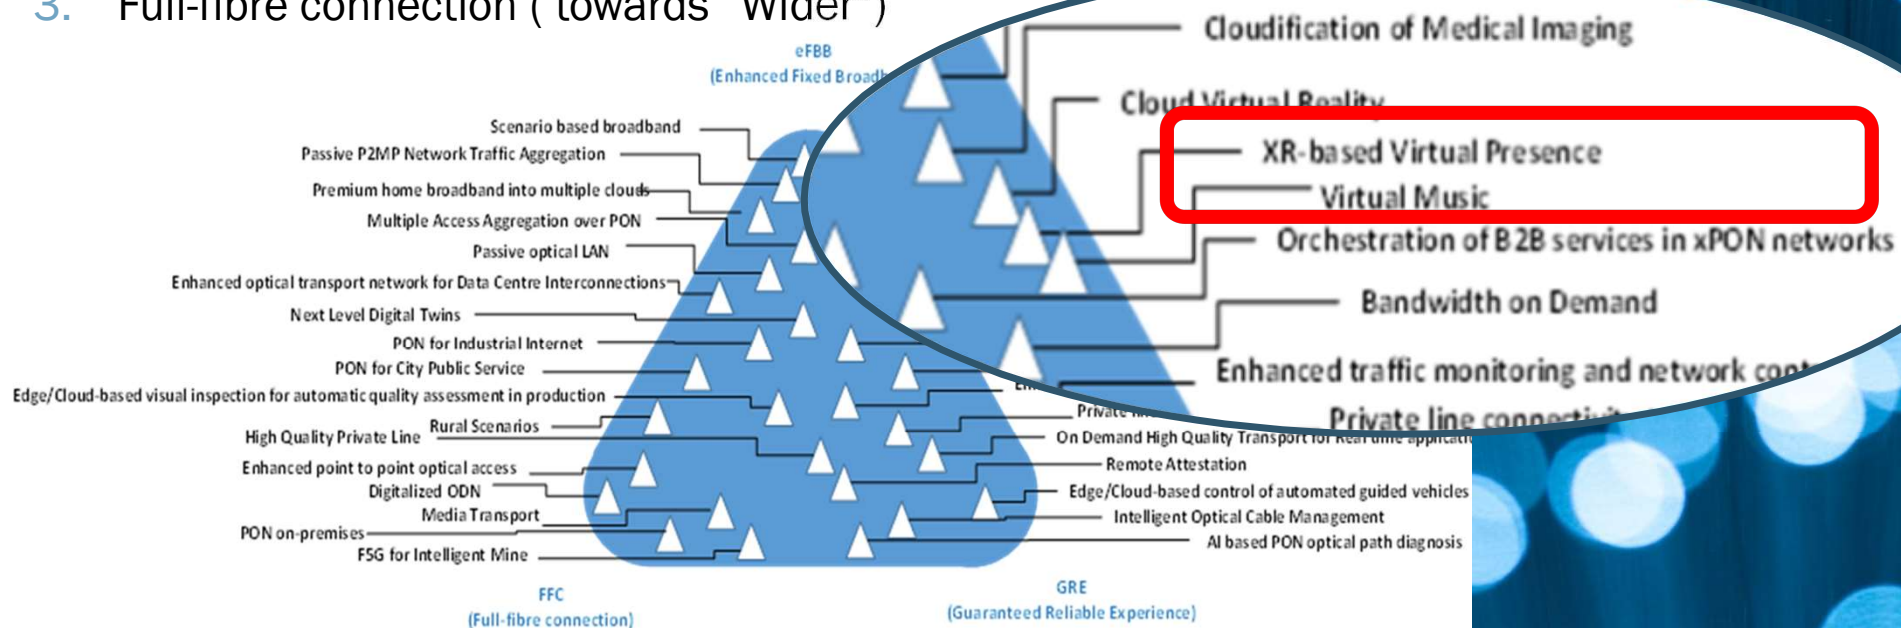 3. Full-fibre connection ( towards "Wider")
eFBB
(Enhanced Fixed Broadb
Scenario based broadband
Passive P2MP Network Traffic Aggregation
Premium home broadband into multiple clouds
Multiple Access Aggregation over PON
Passive optical LAN
Enhanced optical transport network for Data Centre Interconnections
Next Level Digital Twins
PON for Industrial Internet
PON for City Public Service
Edge/Cloud-based visual inspection for automatic quality assessment in production
Rural Scenarios
High Quality Private Line
Enhanced point to point optical access
Digitalized ODN
Media Transport
PON on-premises
F5G for Intelligent Mine
FFC
(Full-fibre connection)
Cloudification of Medical Imaging
Cloud Virtual Reality
XR-based Virtual Presence
Virtual Music
Orchestration of B2B services in xPON networks
Bandwidth on Demand
Enhanced traffic monitoring and network cont
Private line connectivit
Private
On Demand High Quality Transport for Real time applicati
Remote Attestation
Edge/Cloud-based control of automated guided vehicles
Intelligent Optical Cable Management
AI based PON optical path diagnosis
GRE
(Guaranteed Reliable Experience)